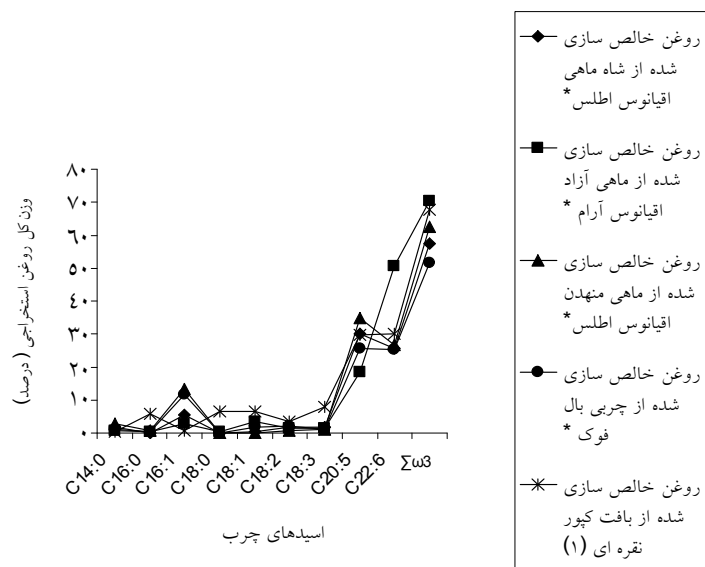 وزن کل روغن استخراجی (درصد)
۸۰
۷۰
۶۰
۵۰
۴۰
۳۰
۲۰
۱۰
۰
C14:0
C16:0
C16:1
C18:0
C18:1
C18:2
C18:3
C20:5
C22:6
∑ω3
اسیدهای چرب
روغن خالص سازی
شده از شاه ماهی
اقیانوس اطلس*
روغن خالص سازی
شده از ماهی آزاد
اقیانوس آرام *
روغن خالص سازی
شده از ماهی منهدن
اقیانوس اطلس*
روغن خالص سازی
شده از چربی بال
فوک *
روغن خالص سازی
شده از بافت کپور
نقره ای (۱)